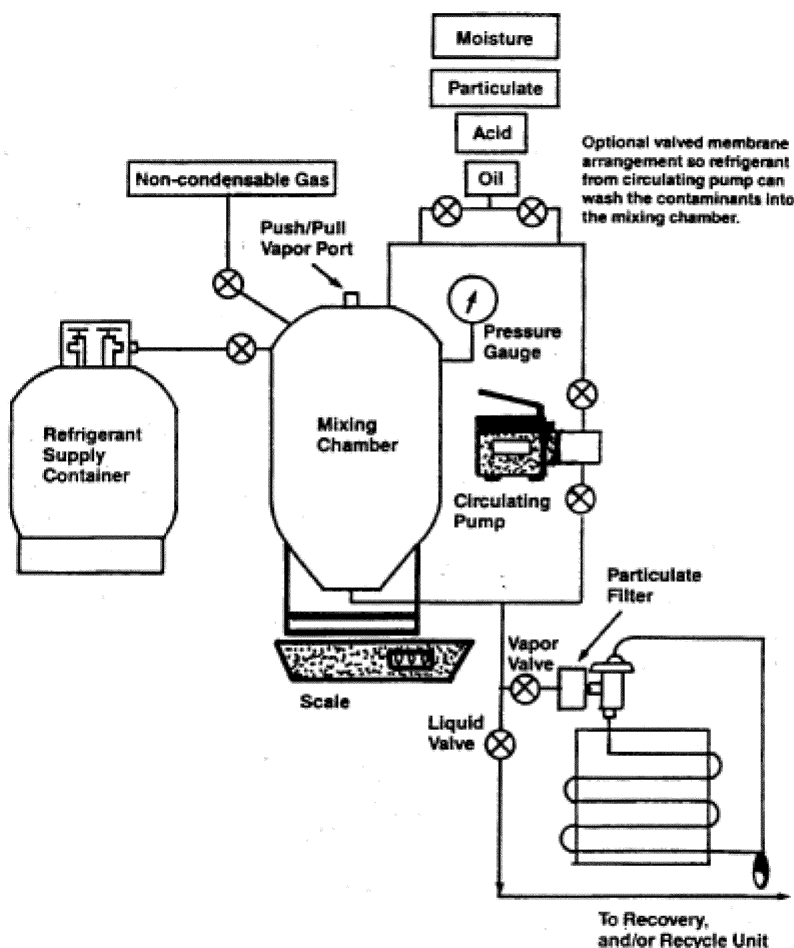 Moisture
Particulate
Acid
Oil
Optional valved membrane
arrangement so refrigerant
from circulating pump can
wash the contaminants into
the mixing chamber.
Non-condensable Gas
Push/Pull
Vapor Port
Pressure
Gauge
Refrigerant
Supply
Container
Mixing
Chamber
Circulating
Pump
Particulate
Filter
Vapor
Valve
Scale
Liquid
Valve
To Recovery,
and/or Recycle Unit